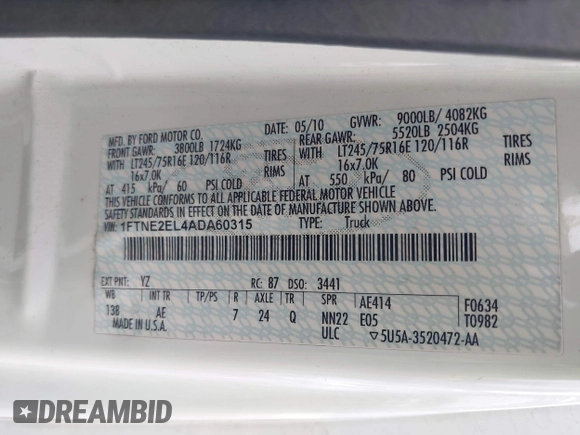 MFD. BY FORD MOTOR CO.
DATE: 05/10 GVWR: 9000LB/ 4082KG
FRONT GAWR: 3800LB 1724KG
REAR GAWR: 5520LB 2504KG
WITH LT245/75R16E 120/116R TIRES
WITH LT245/75R16E 120/116R TIRES
16x7.0K RIMS
16x7.0K RIMS
AT 415 kPa/ 60 PSI COLD
AT 550 kPa/ 80 PSI COLD
THIS VEHICLE CONFORMS TO ALL APPLICABLE FEDERAL MOTOR VEHICLE
SAFETY STANDARDS IN EFFECT ON THE DATE OF MANUFACTURE SHOWN ABOVE.
VIN: 1FTNE2EL4ADA60315
TYPE: Truck
EXT PNT: YZ RC: 87 DSO: 3441
WB INT TR TP/PS R AXLE TR SPR AE414 F0634
138 AE 7 24 Q NN22 E05 T0982
MADE IN U.S.A. ULC ▽5U5A-3520472-AA
DREAMBID